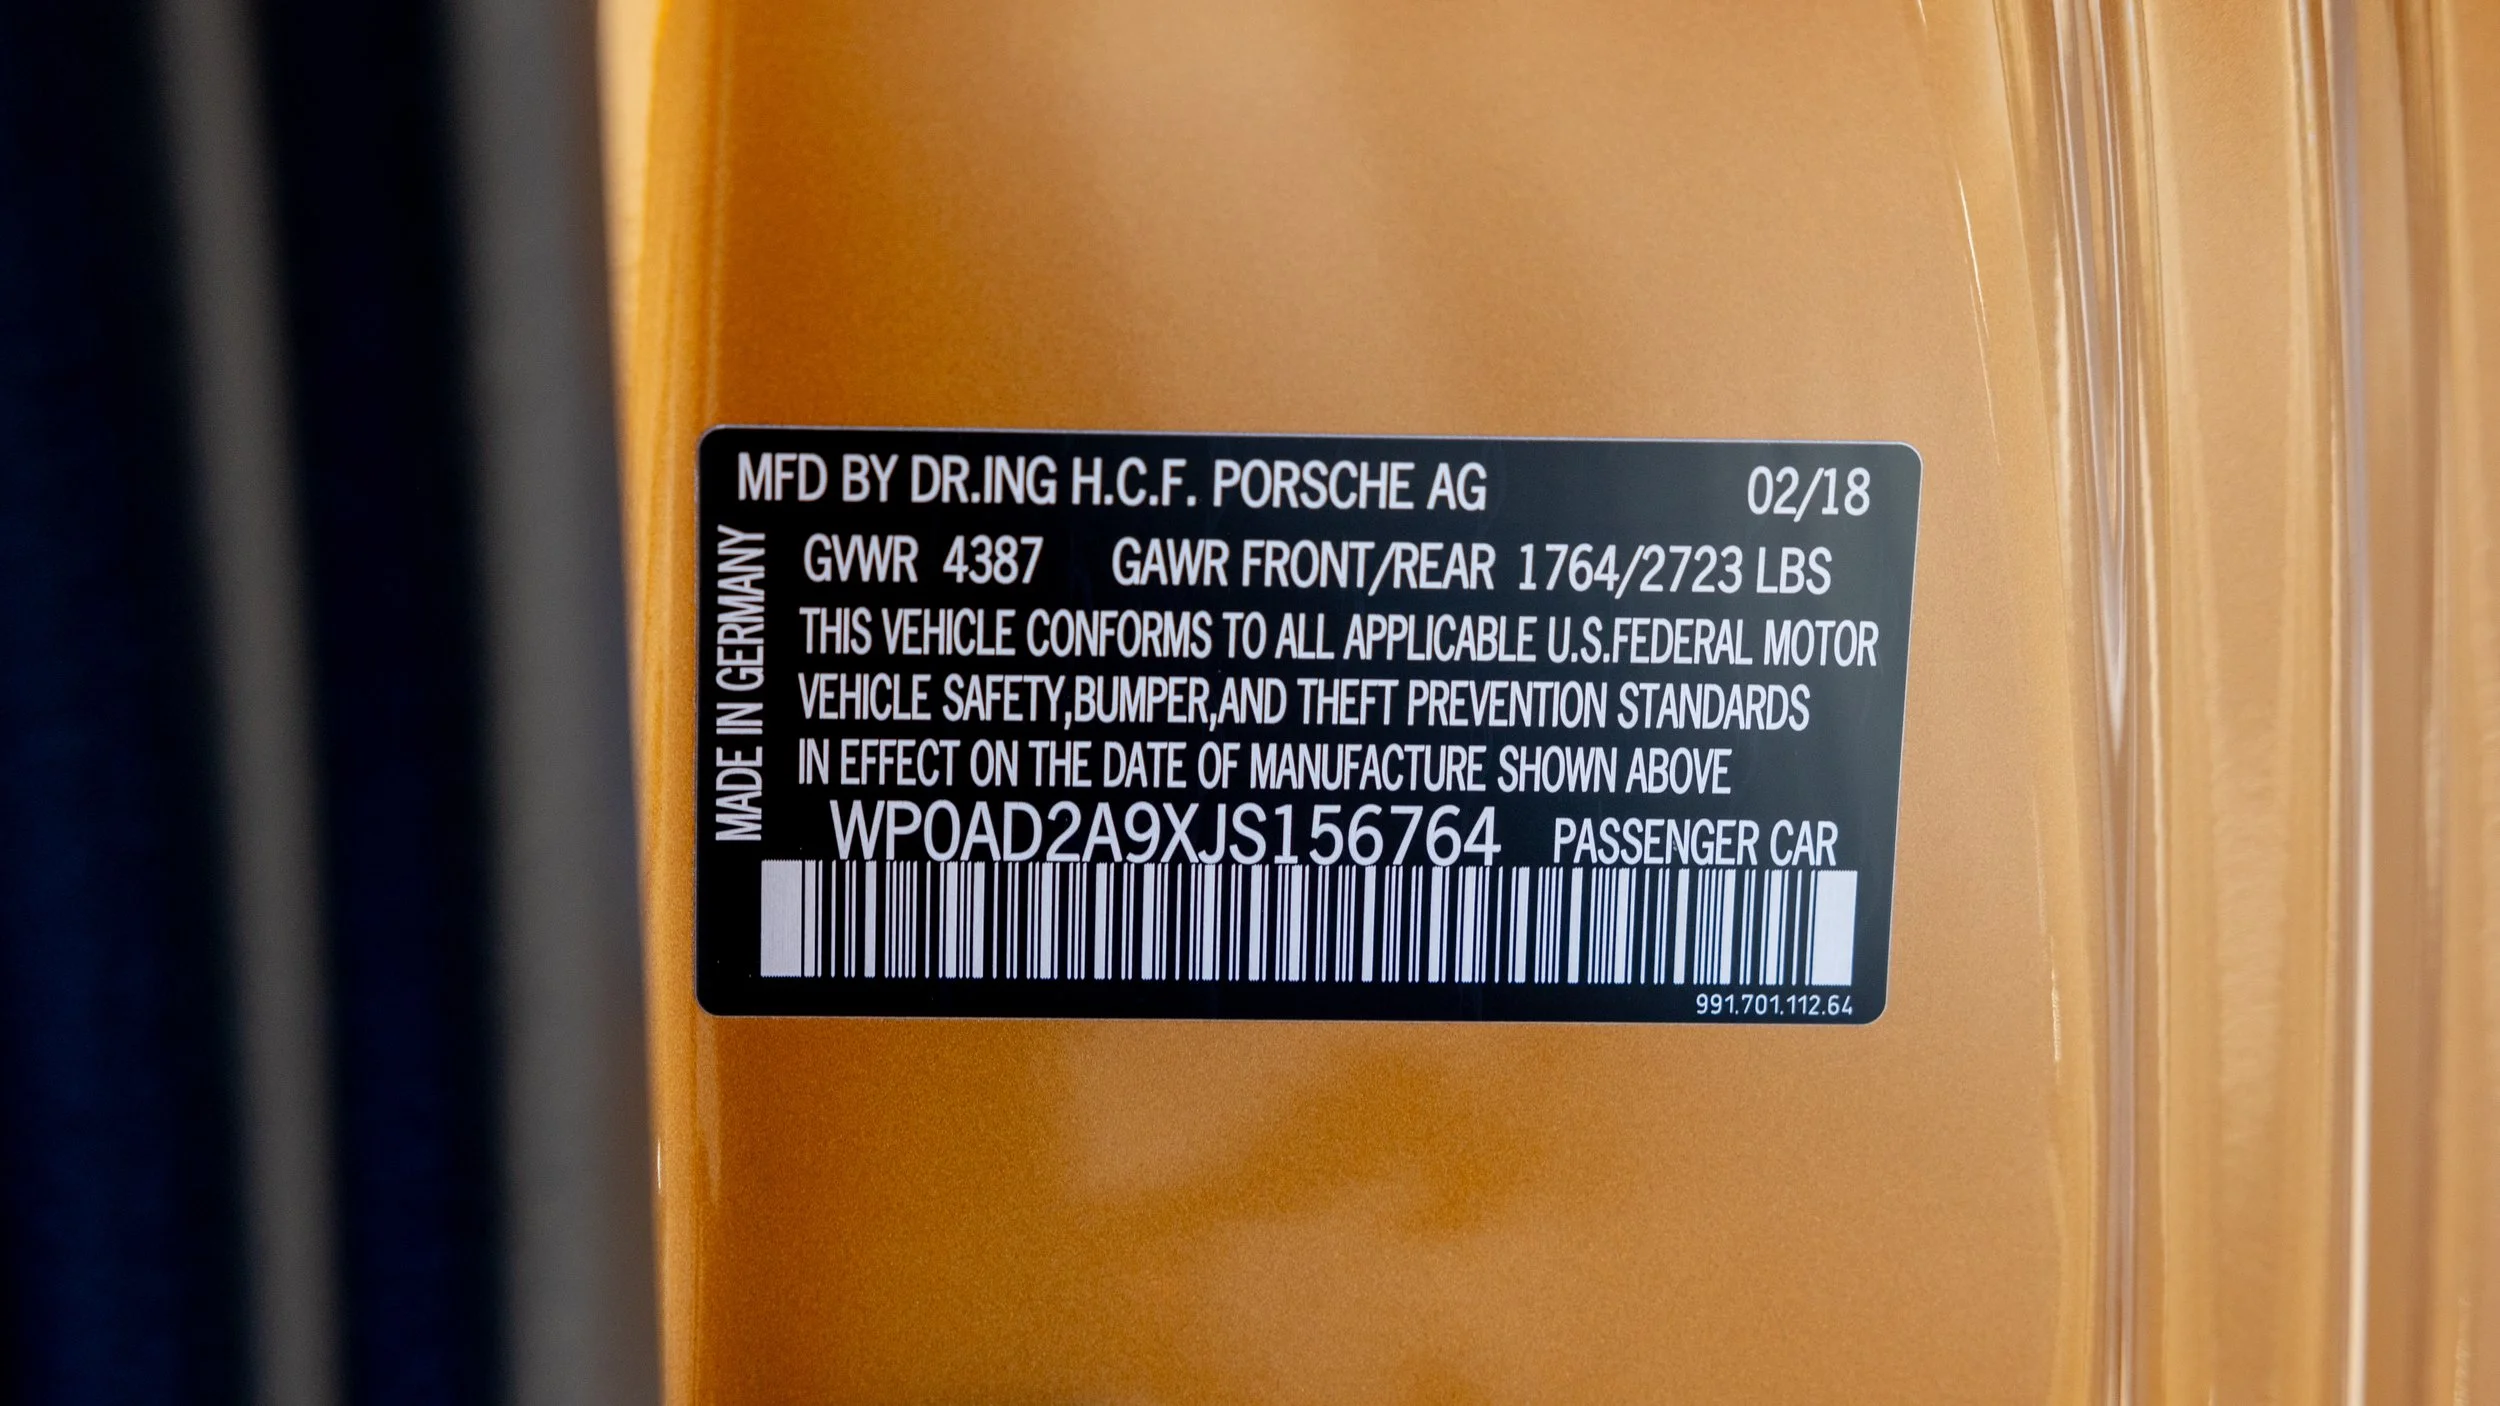 MFD BY DR.ING H.C.F. PORSCHE AG 02/18
MADE IN GERMANY
GVWR 4387 GAWR FRONT/REAR 1764/2723 LBS
THIS VEHICLE CONFORMS TO ALL APPLICABLE U.S.FEDERAL MOTOR
VEHICLE SAFETY,BUMPER,AND THEFT PREVENTION STANDARDS
IN EFFECT ON THE DATE OF MANUFACTURE SHOWN ABOVE
WP0AD2A9XJS156764 PASSENGER CAR
991.701.112.64